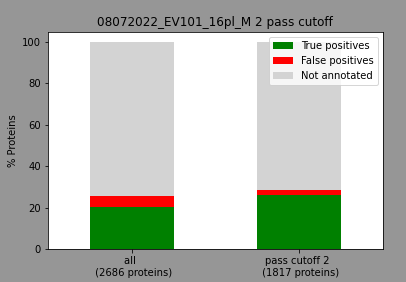 08072022_EV101_16pl_M 2 pass cutoff
True positives
False positives
Not annotated
% Proteins
100
80
60
40
20
0
all
(2686 proteins)
pass cutoff 2
(1817 proteins)